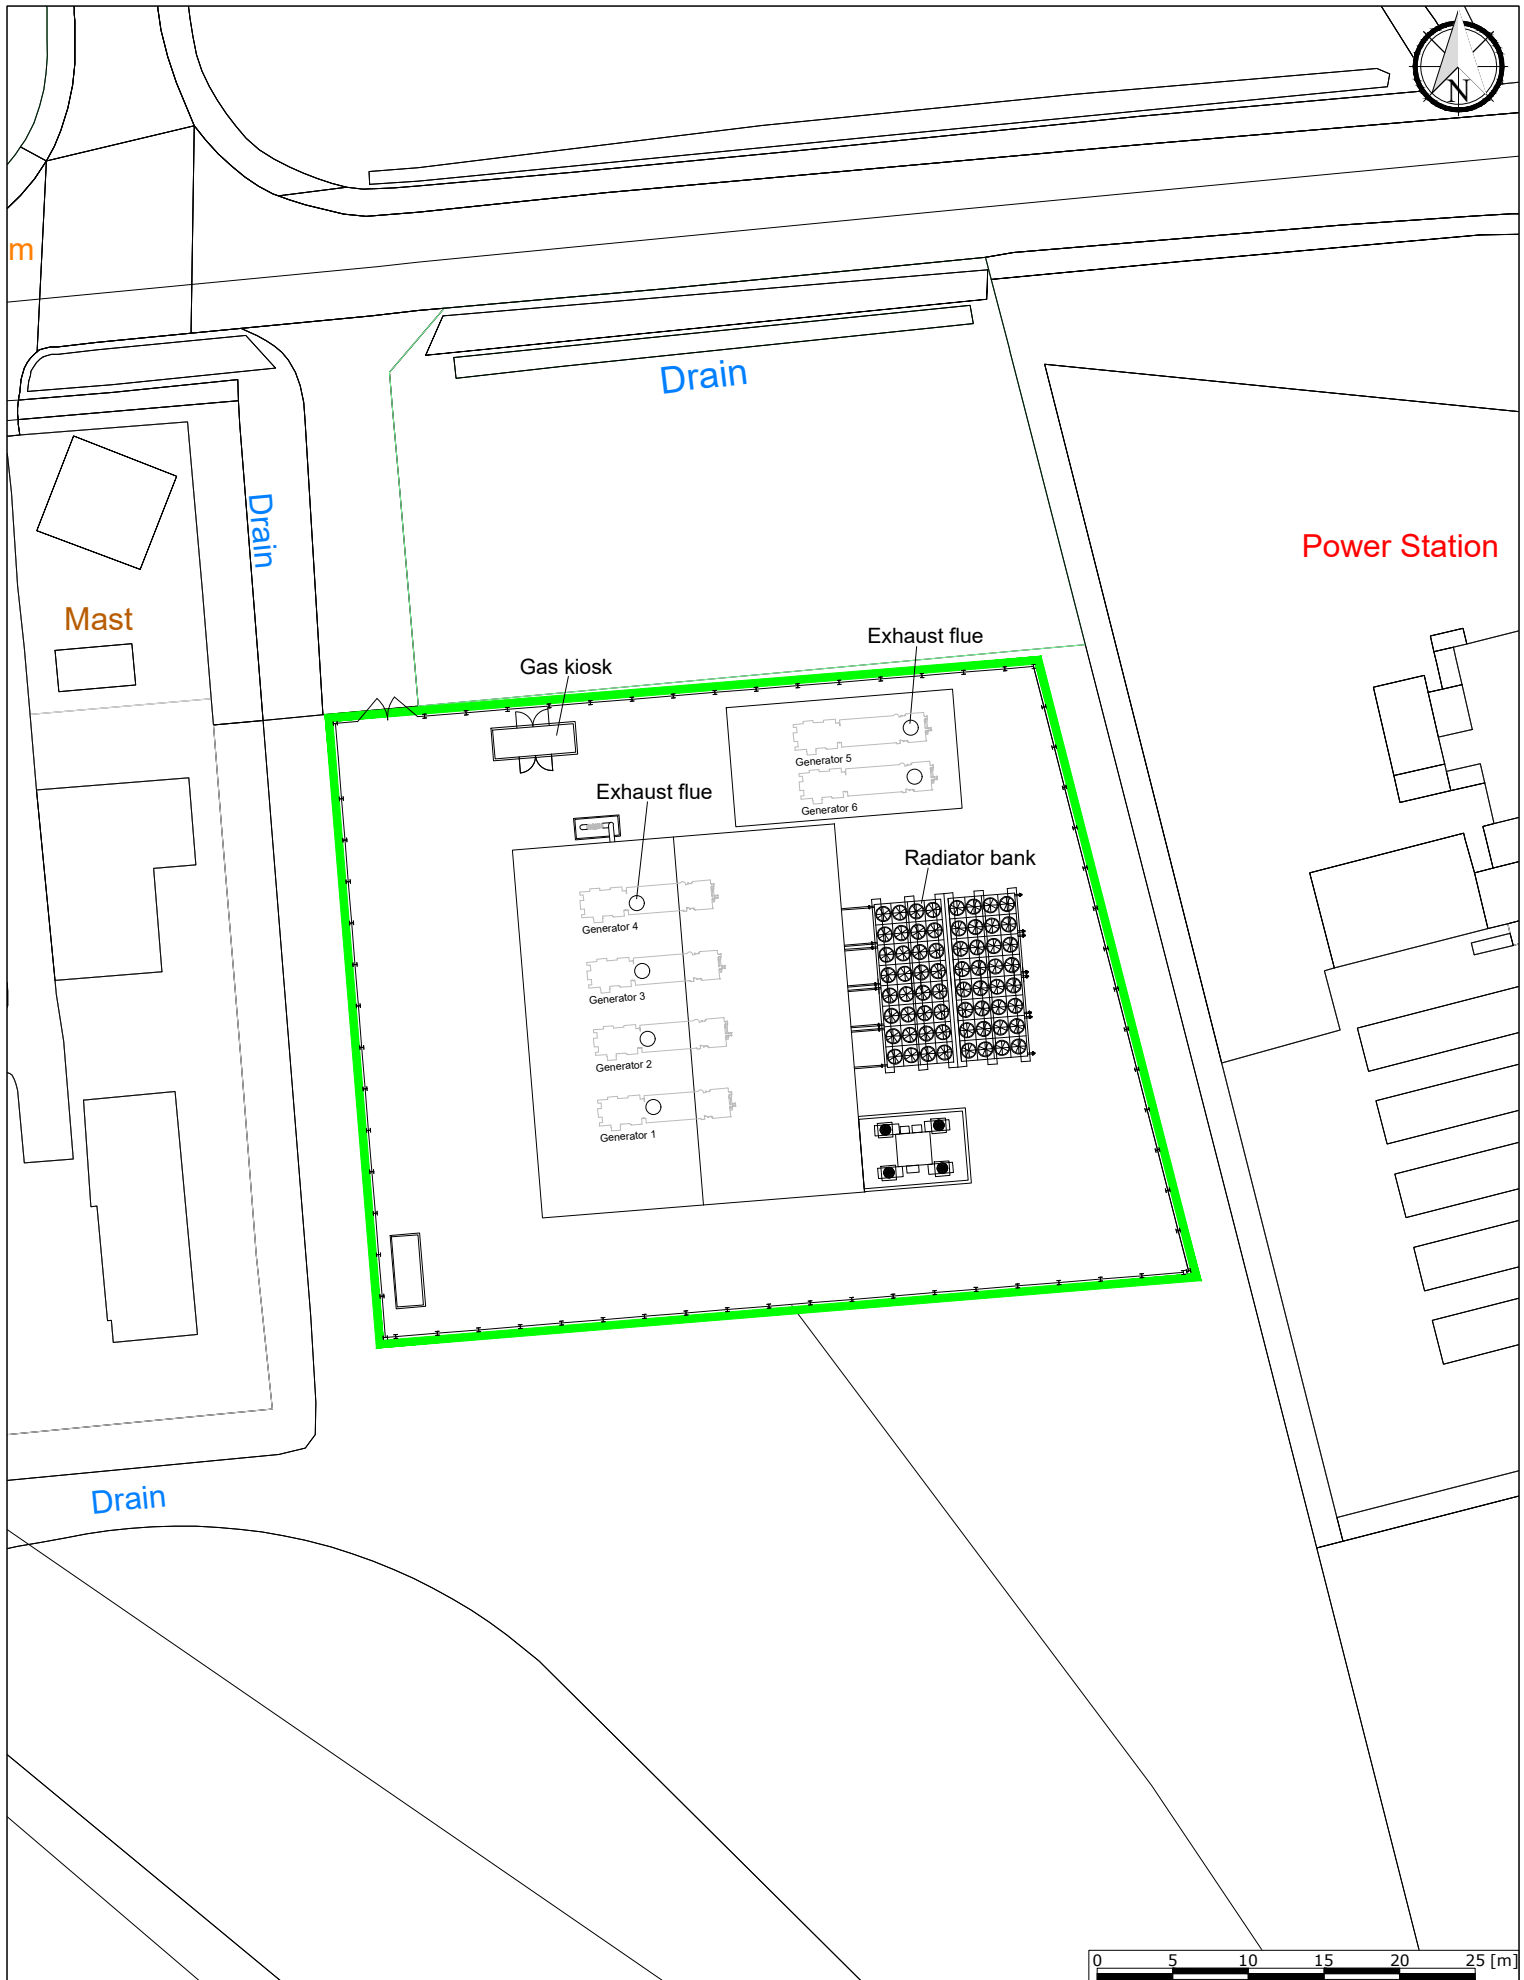 N
m
Drain
Drain
Power Station
Mast
Exhaust flue
Gas kiosk
Generator 5
Exhaust flue
Generator 6
Radiator bank
Generator 4
Generator 3
Generator 2
Generator 1
Drain
0 5 10 15 20 25 [m]